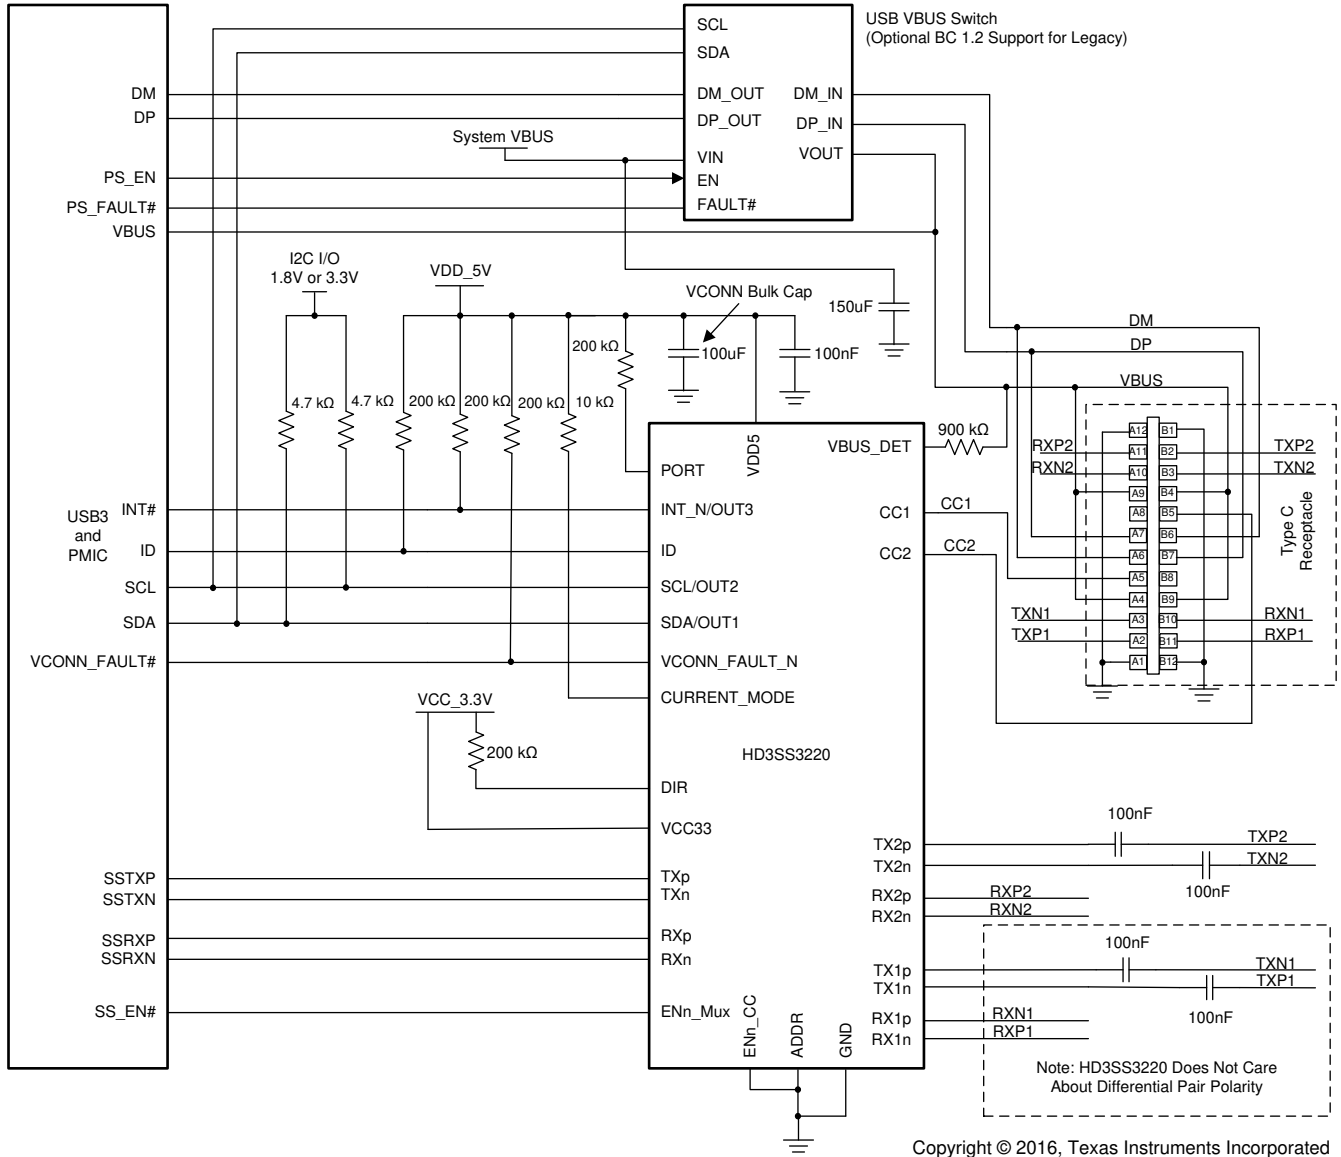 USB VBUS Switch
(Optional BC 1.2 Support for Legacy)
SCL
SDA
DM_OUT
DP_OUT
VIN
EN
FAULT#
DM_IN
DP_IN
VOUT
DM
DP
System VBUS
PS_EN
PS_FAULT#
VBUS
I2C I/O
1.8V or 3.3V
VDD_5V
VCONN Bulk Cap
150uF
200 kΩ
100uF
100nF
4.7 kΩ
4.7 kΩ
200 kΩ
200 kΩ
200 kΩ
10 kΩ
DM
DP
VBUS
900 kΩ
USB3
and
PMIC
INT#
ID
SCL
SDA
VCONN_FAULT#
VDD5
VBUS_DET
PORT
INT_N/OUT3
ID
SCL/OUT2
SDA/OUT1
VCONN_FAULT_N
CURRENT_MODE
CC1
CC2
CC1
CC2
HD3SS3220
VCC_3.3V
200 kΩ
DIR
VCC33
RXP2
RXN2
TXN1
TXP1
A12
A11
A10
A9
A8
A7
A6
A5
A4
A3
A2
A1
B1
B2
B3
B4
B5
B6
B7
B8
B9
B10
B11
B12
TXP2
TXN2
RXN1
RXP1
Type C
Receptacle
SSTXP
SSTXN
SSRXP
SSRXN
SS_EN#
TXp
TXn
RXp
RXn
ENn_Mux
ENn_CC
ADDR
GND
TX2p
TX2n
RX2p
RX2n
TX1p
TX1n
RX1p
RX1n
100nF
TXP2
TXN2
100nF
RXP2
RXN2
100nF
TXN1
TXP1
100nF
RXN1
RXP1
Note: HD3SS3220 Does Not Care
About Differential Pair Polarity
Copyright © 2016, Texas Instruments Incorporated